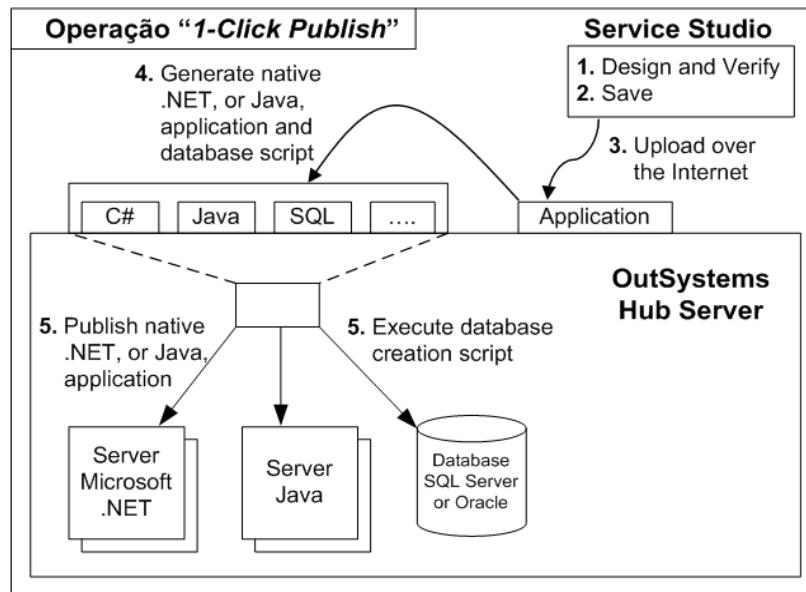 Operação “1-Click Publish”
Service Studio
1. Design and Verify
2. Save
3. Upload over
the Internet
4. Generate native
.NET, or Java,
application and
database script
C#
Java
SQL
....
Application
OutSystems
Hub Server
5. Publish native
.NET, or Java,
application
5. Execute database
creation script
Server
Microsoft
.NET
Server
Java
Database
SQL Server
or Oracle